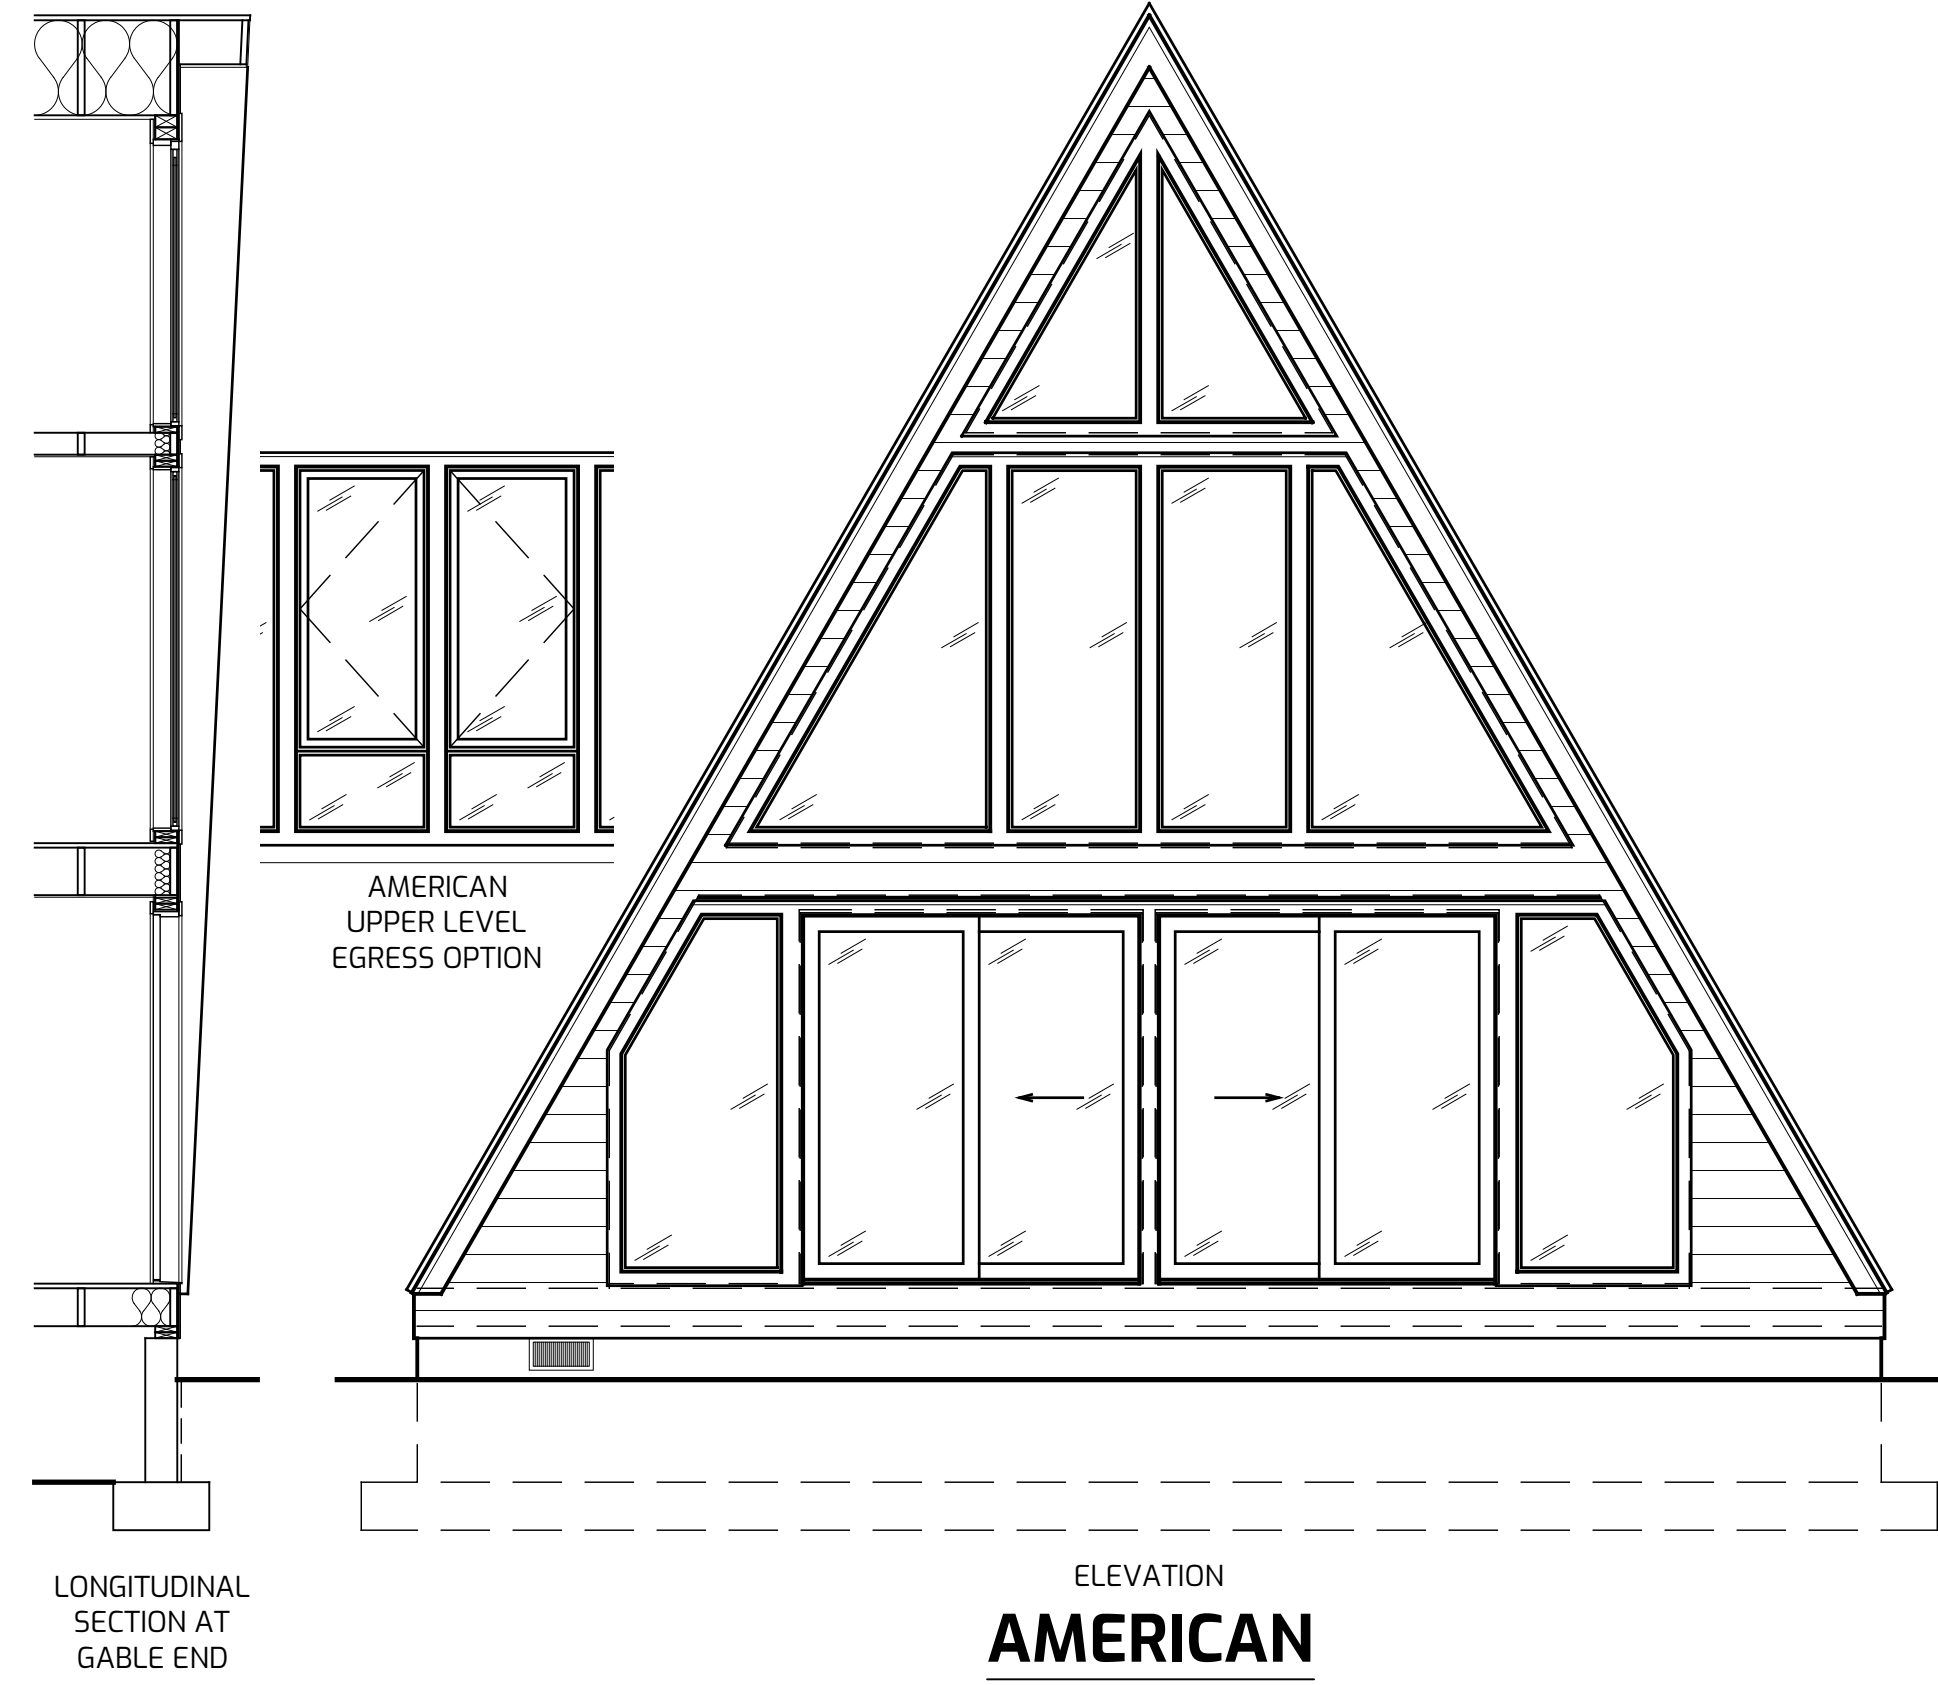 AMERICAN
UPPER LEVEL
EGRESS OPTION
LONGITUDINAL
SECTION AT
GABLE END
ELEVATION
AMERICAN